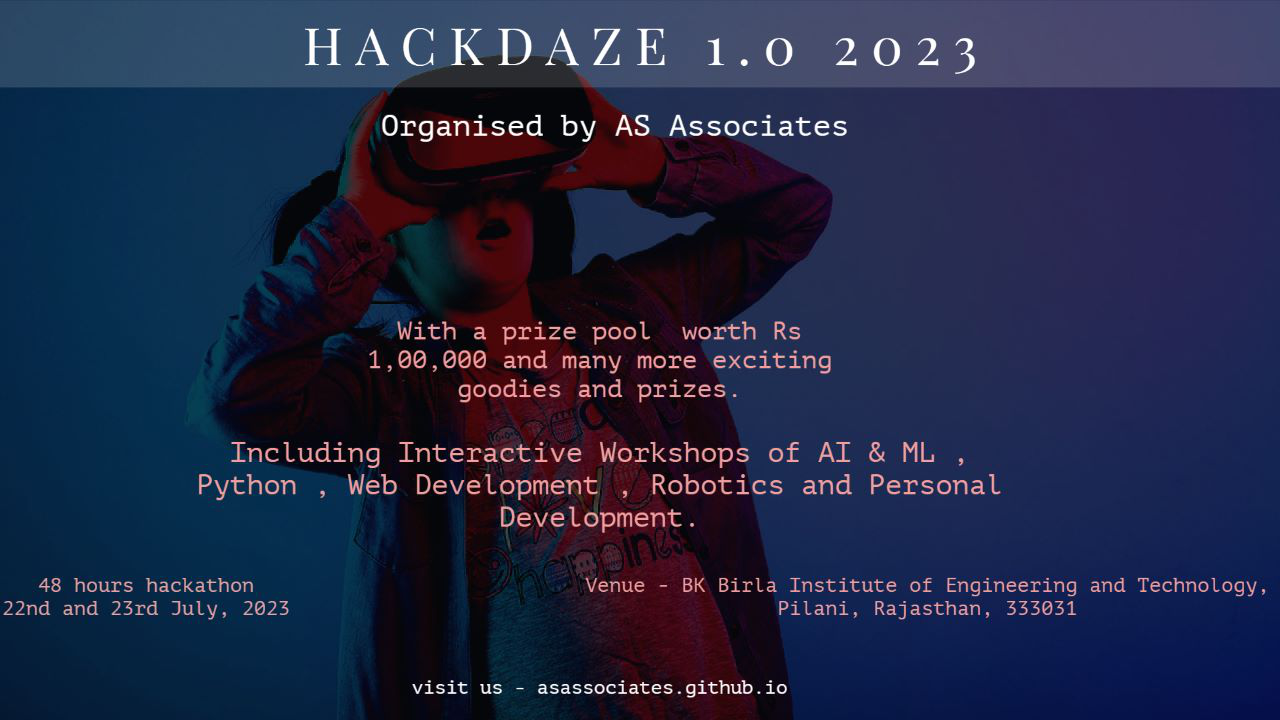 HACKDAZE 1.0 2023
Organised by AS Associates
With a prize pool  worth Rs
1,00,000 and many more exciting
goodies and prizes.
Including Interactive Workshops of AI & ML ,
Python , Web Development , Robotics and Personal
Development.
48 hours hackathon
22nd and 23rd July, 2023
Venue - BK Birla Institute of Engineering and Technology,
Pilani, Rajasthan, 333031
happiness
visit us - asassociates.github.io